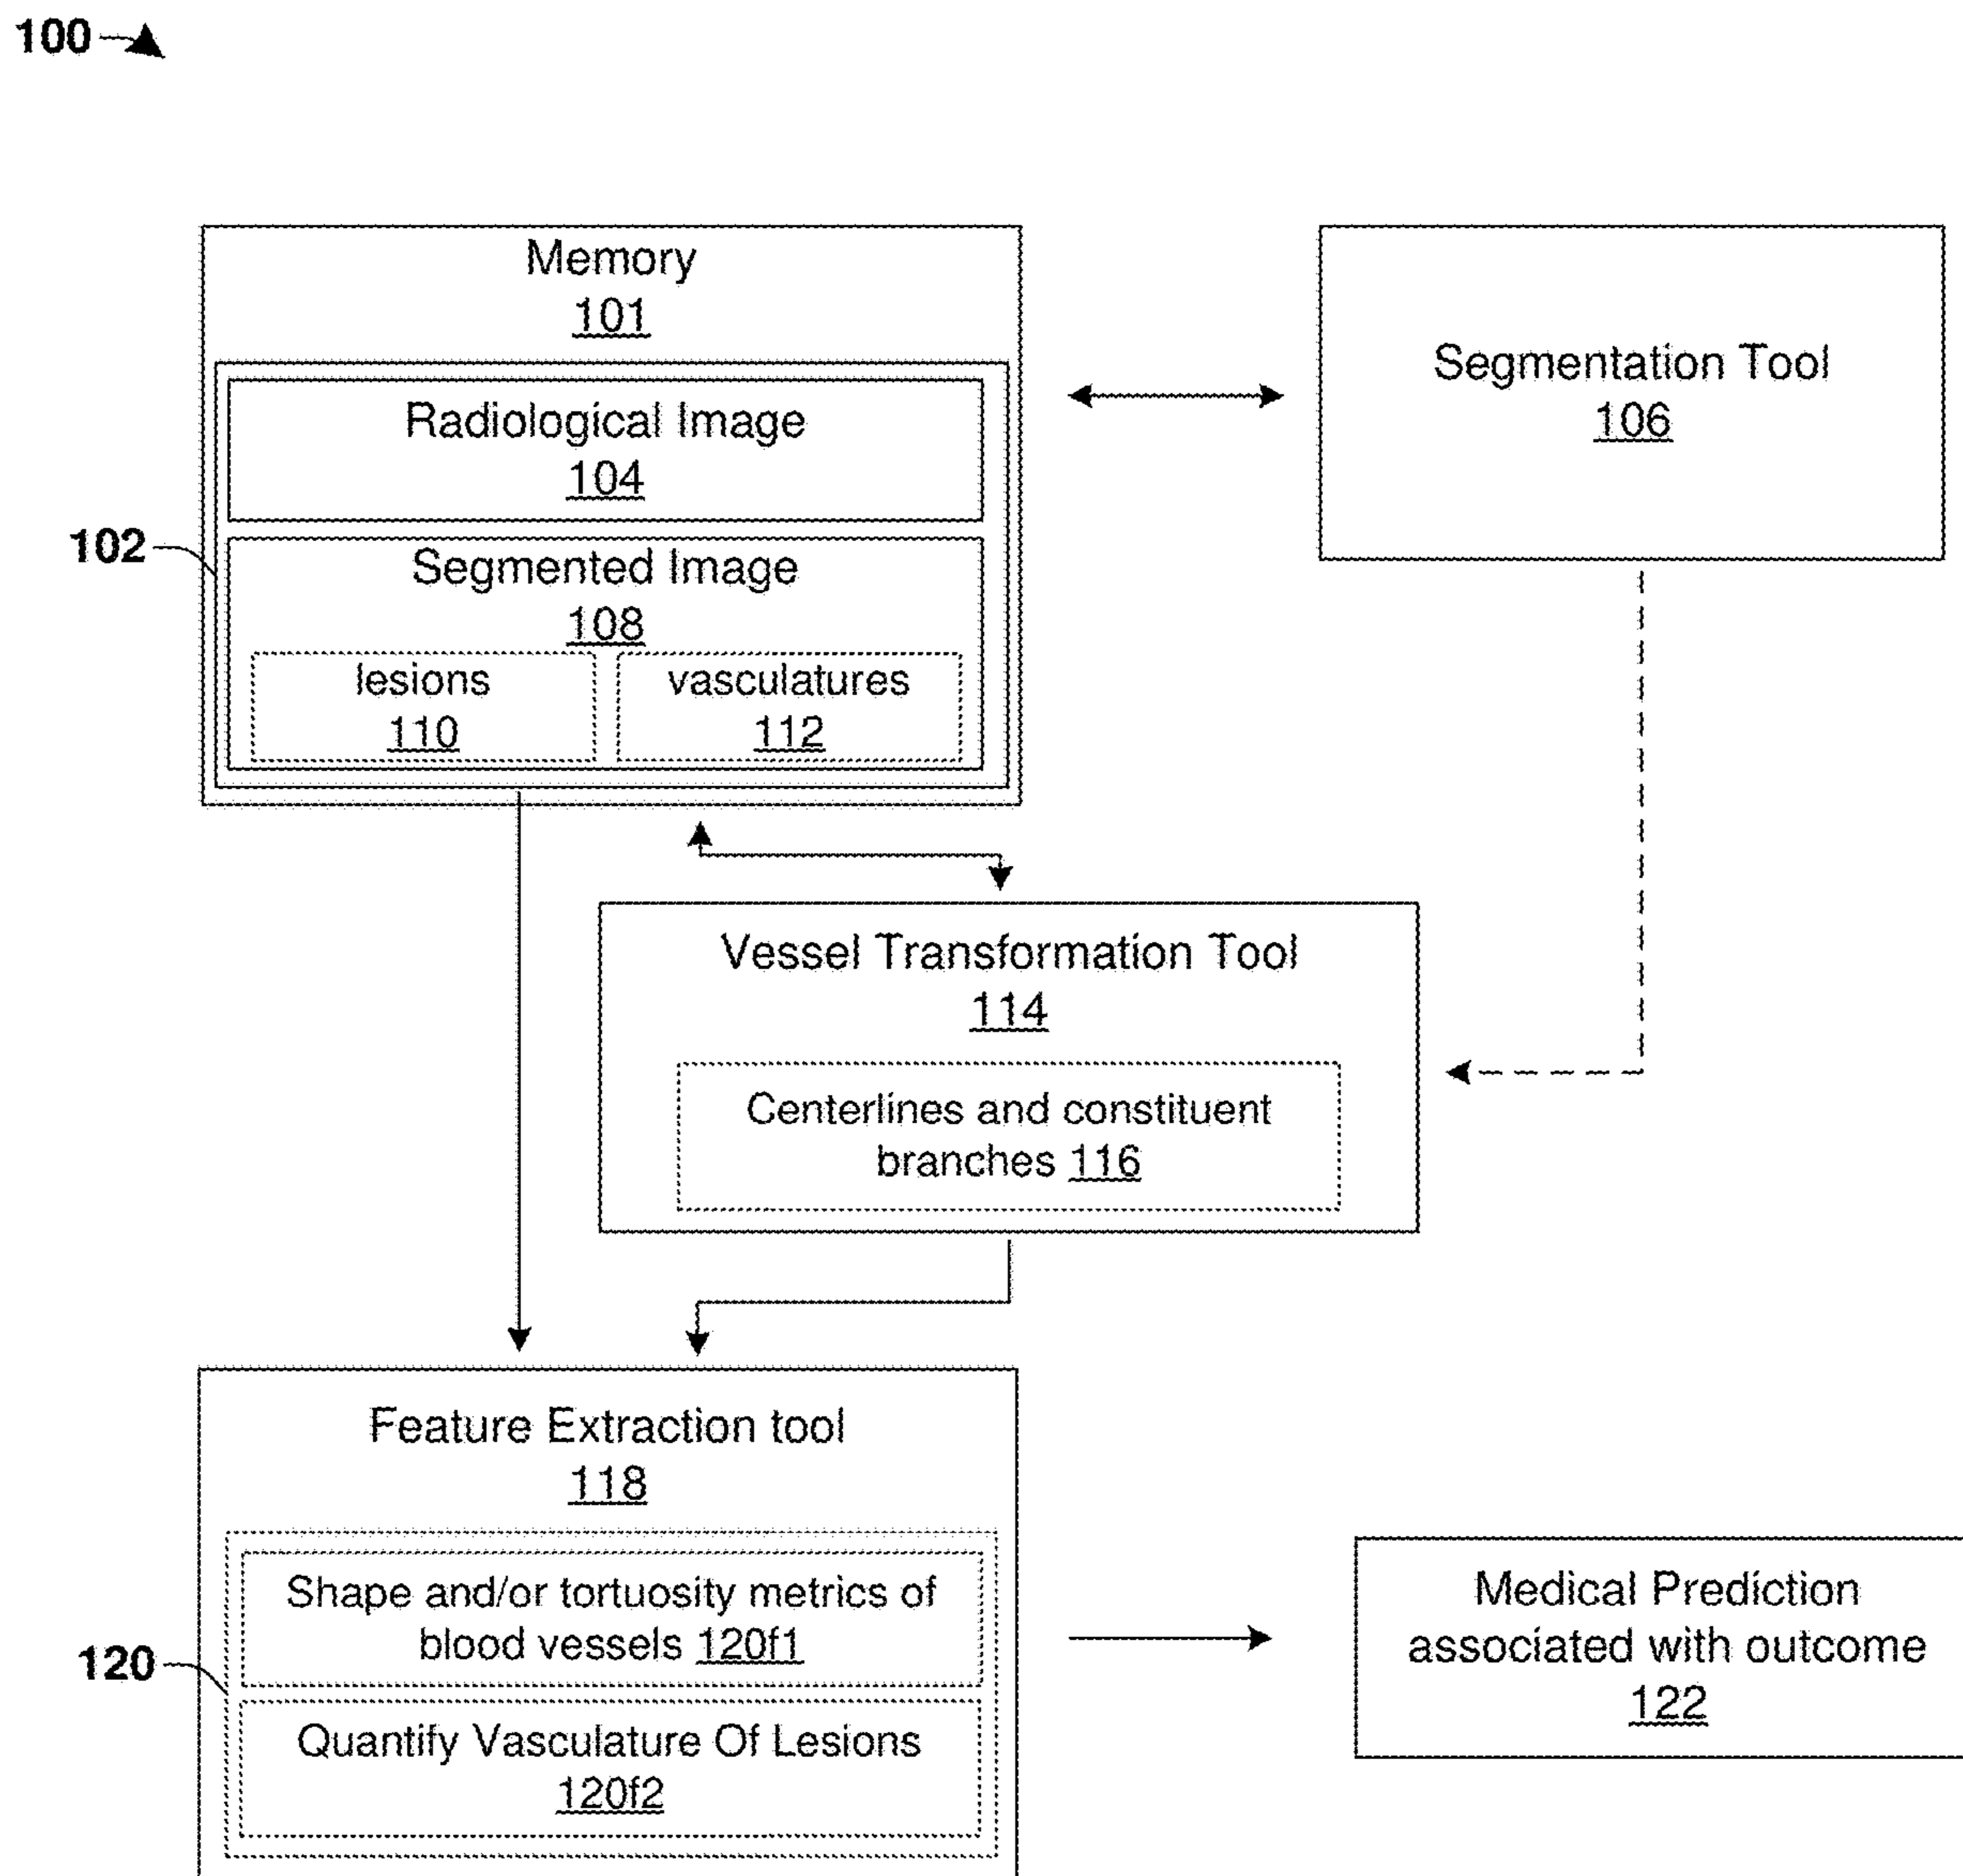 100
Memory
101
Radiological Image
104
102
Segmented Image
108
lesions
110
vasculatures
112
Segmentation Tool
106
Vessel Transformation Tool
114
Centerlines and constituent
branches 116
Feature Extraction tool
118
Shape and/or tortuosity metrics of
blood vessels 120f1
120
Quantify Vasculature Of Lesions
120f2
Medical Prediction
associated with outcome
122